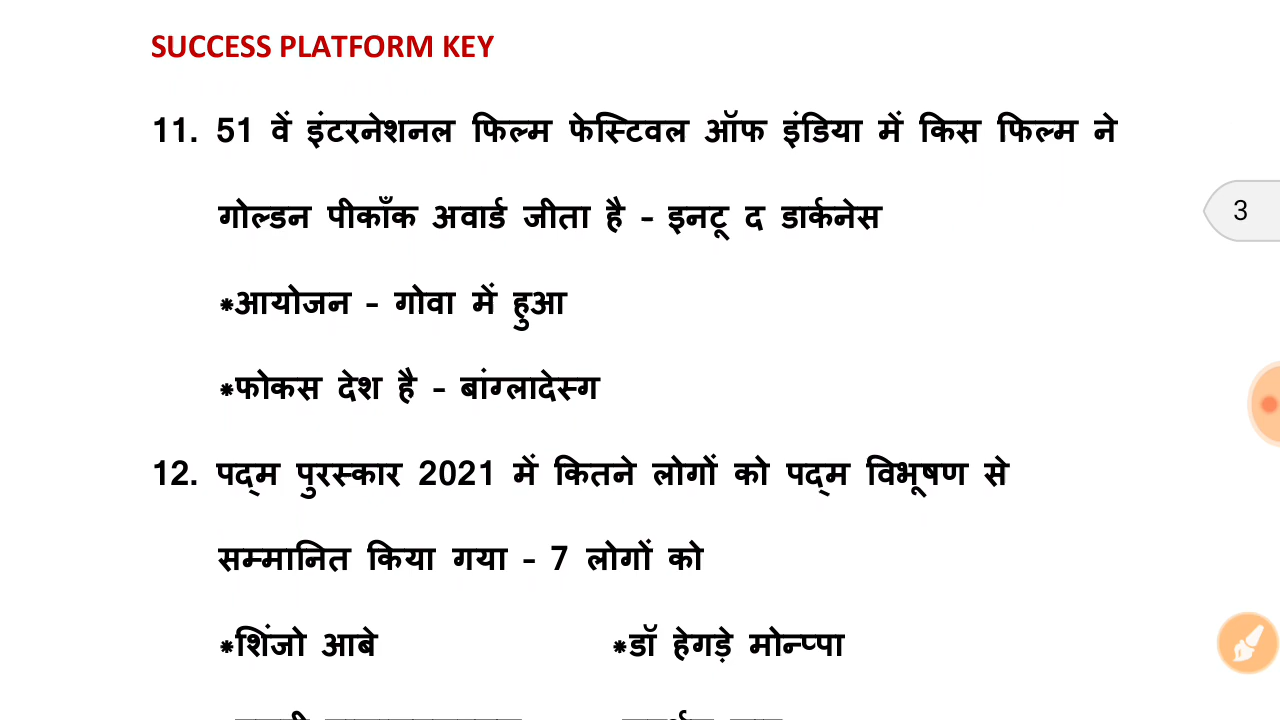 SUCCESS PLATFORM KEY
11. 51 वें इंटरनेशनल फिल्म फेस्टिवल ऑफ इंडिया में किस फिल्म ने
गोल्डन पीकाँक अवार्ड जीता है – इनटू द डार्कनेस
3
*आयोजन – गोवा में हुआ
*फोकस देश है – बांग्लादेस्ग
12. पद्म पुरस्कार 2021 में कितने लोगों को पद्म विभूषण से
सम्मानित किया गया – 7 लोगों को
*शिंजो आबे *डॉ हेगड़े मोन्प्पा